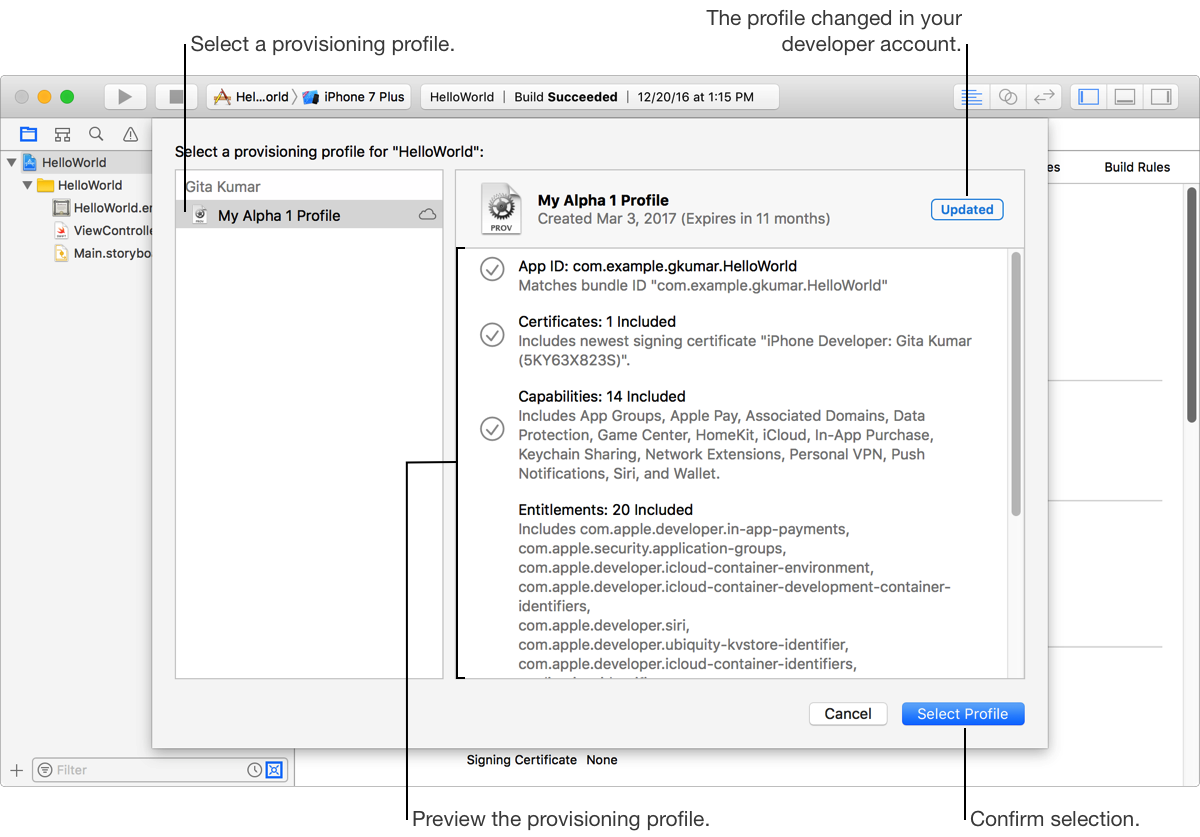 The profile changed in your
developer account.
Select a provisioning profile.
Hel...orld
iPhone 7 Plus
HelloWorld | Build Succeeded | 12/20/16 at 1:15 PM
Select a provisioning profile for "HelloWorld":
HelloWorld
es
Build Rules
HelloWorld
HelloWorld.en
ViewControlle
Main.storybo
Gita Kumar
My Alpha 1 Profile
PROV
My Alpha 1 Profile
Created Mar 3, 2017 (Expires in 11 months)
Updated
App ID: com.example.gkumar.HelloWorld
Matches bundle ID "com.example.gkumar.HelloWorld"
Certificates: 1 Included
Includes newest signing certificate "iPhone Developer: Gita Kumar
(5KY63X823S)".
Capabilities: 14 Included
Includes App Groups, Apple Pay, Associated Domains, Data
Protection, Game Center, HomeKit, iCloud, In-App Purchase,
Keychain Sharing, Network Extensions, Personal VPN, Push
Notifications, Siri, and Wallet.
Entitlements: 20 Included
Includes com.apple.developer.in-app-payments,
com.apple.security.application-groups,
com.apple.developer.icloud-container-environment,
com.apple.developer.icloud-container-development-container-
identifiers,
com.apple.developer.siri,
com.apple.developer.ubiquity-kvstore-identifier,
com.apple.developer.icloud-container-identifiers,
Cancel
Select Profile
Signing Certificate None
Filter
Preview the provisioning profile.
Confirm selection.